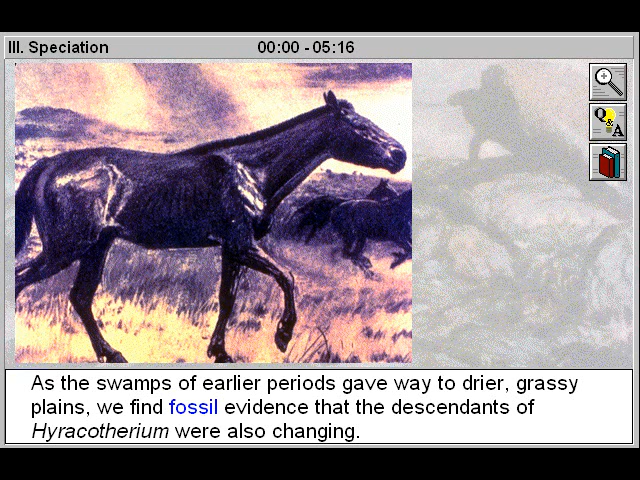 III. Speciation 00:00 - 05:16
Q & A
As the swamps of earlier periods gave way to drier, grassy
plains, we find fossil evidence that the descendants of
Hyracotherium were also changing.